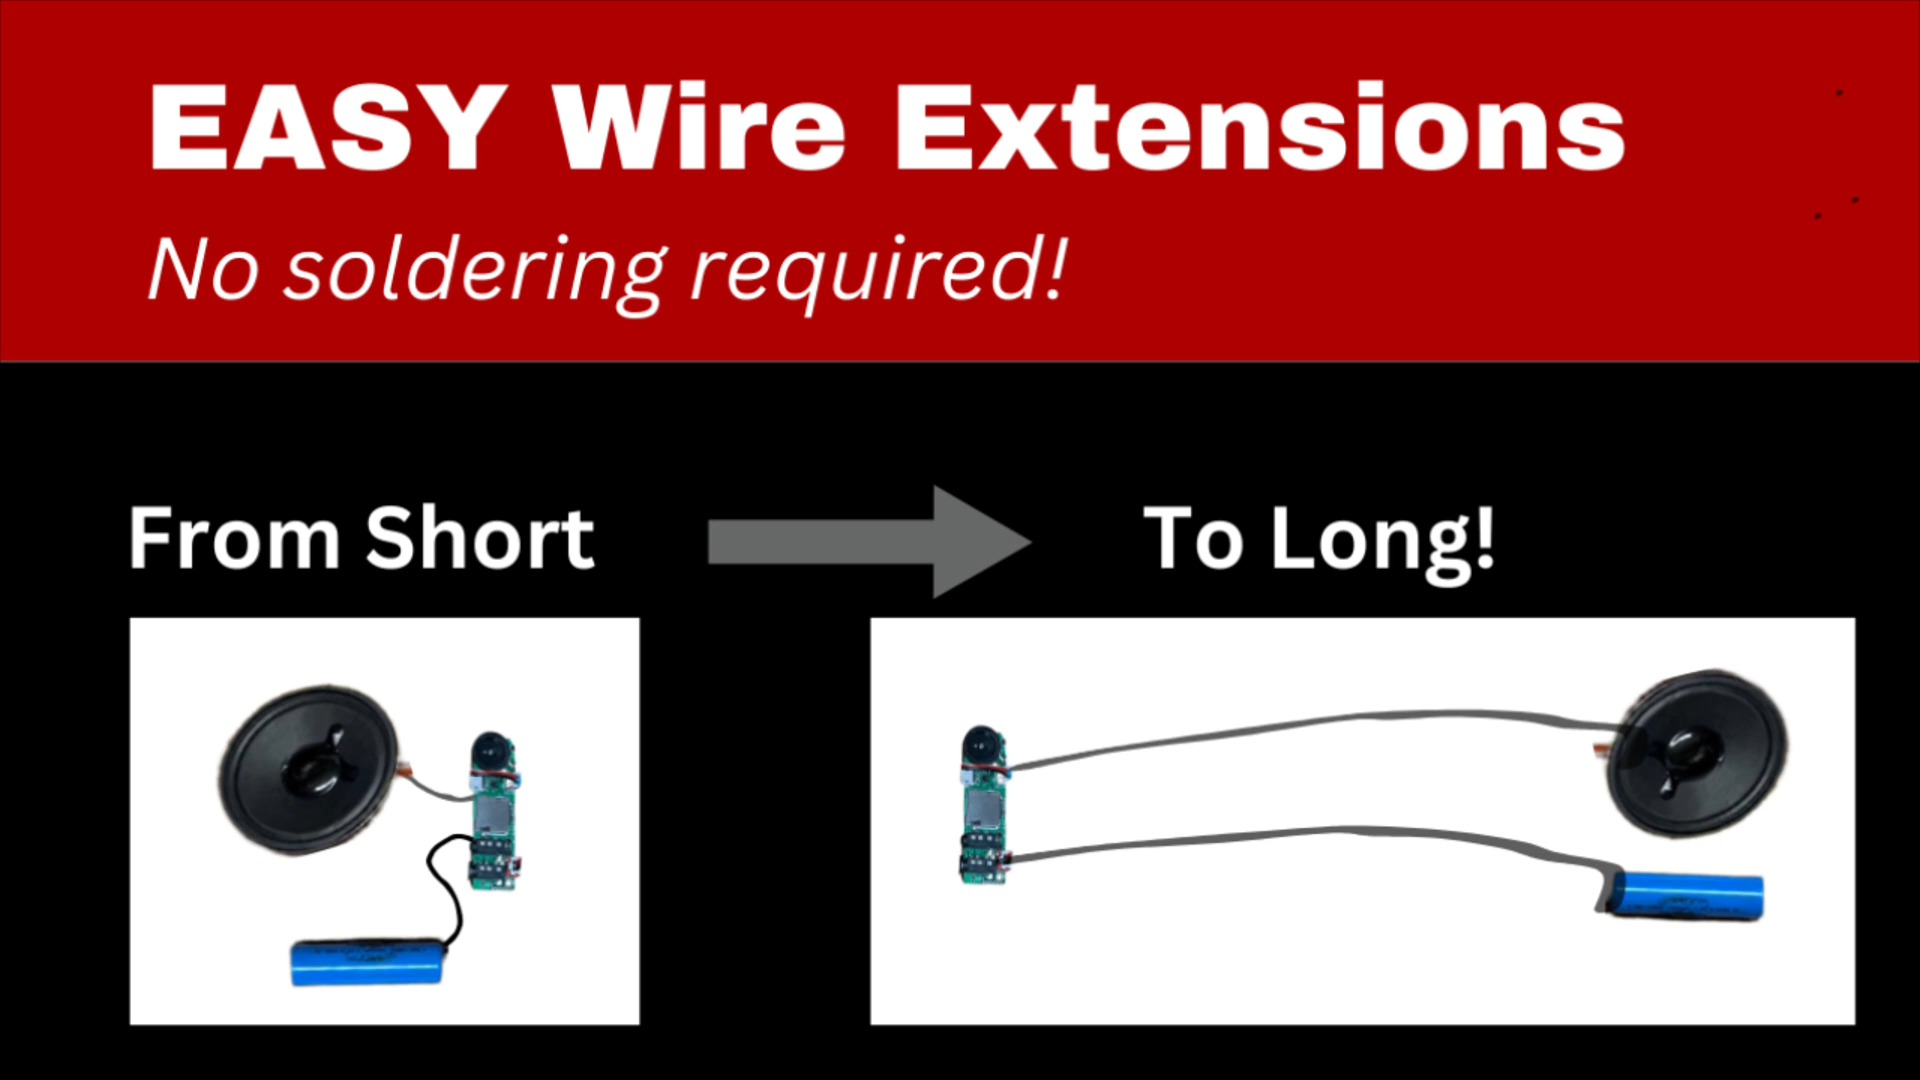 EASY Wire Extensions
No soldering required!
From Short
To Long!